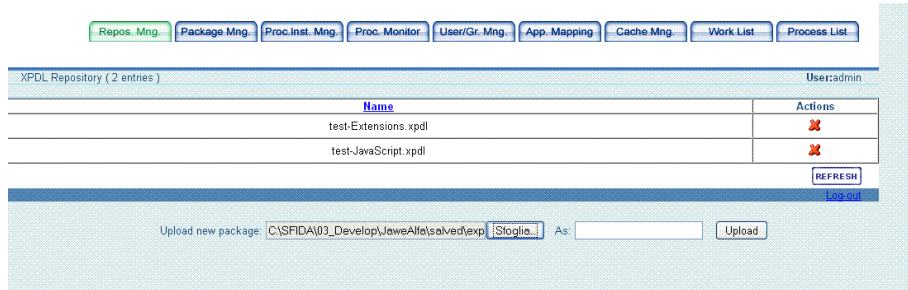 Repos. Mng. Package Mng. Proc.Inst. Mng. Proc. Monitor User/Gr. Mng. App. Mapping Cache Mng. Work List Process List
XPDL Repository ( 2 entries ) User:admin
Name Actions
test-Extensions.xpdl
test-JavaScript.xpdl
REFRESH
Log-out
Upload new package: C:\SFIDA\03_Develop\JaweAlfa\salved\exp Sfoglia... As: Upload